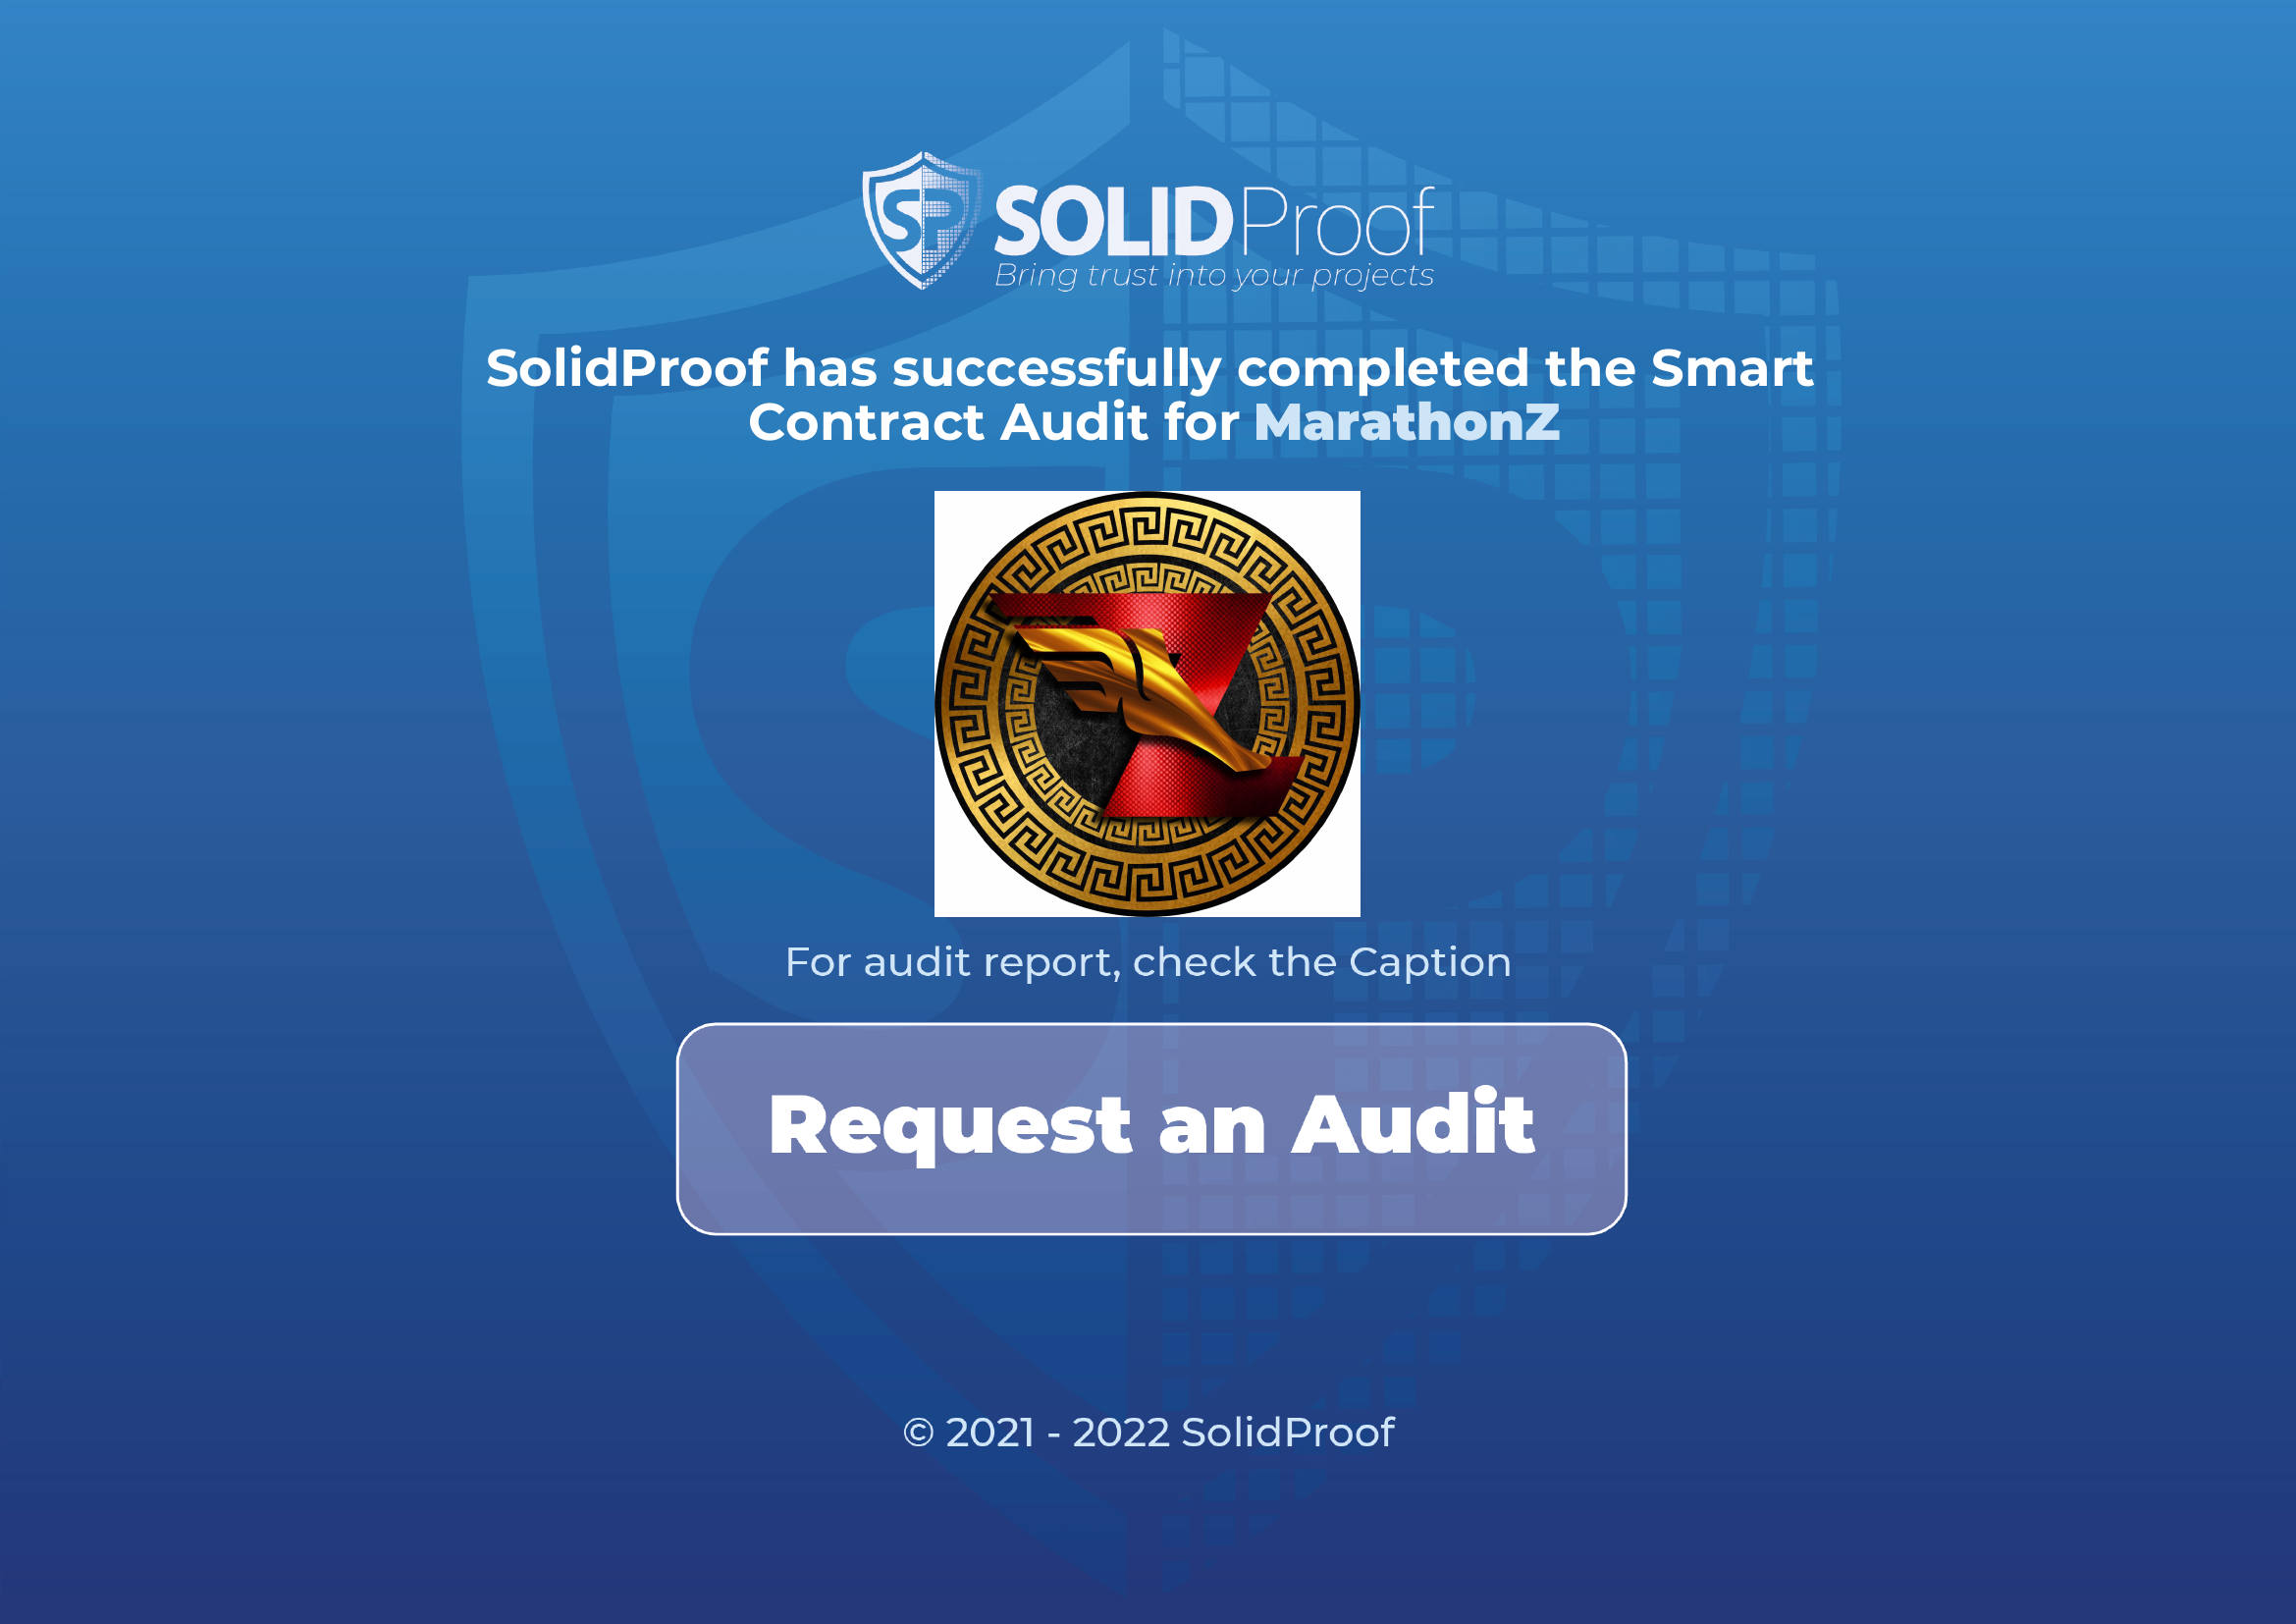 SP SOLIDProof
Bring trust into your projects
SolidProof has successfully completed the Smart
Contract Audit for MarathonZ
Z
For audit report, check the Caption
Request an Audit
© 2021 - 2022 SolidProof